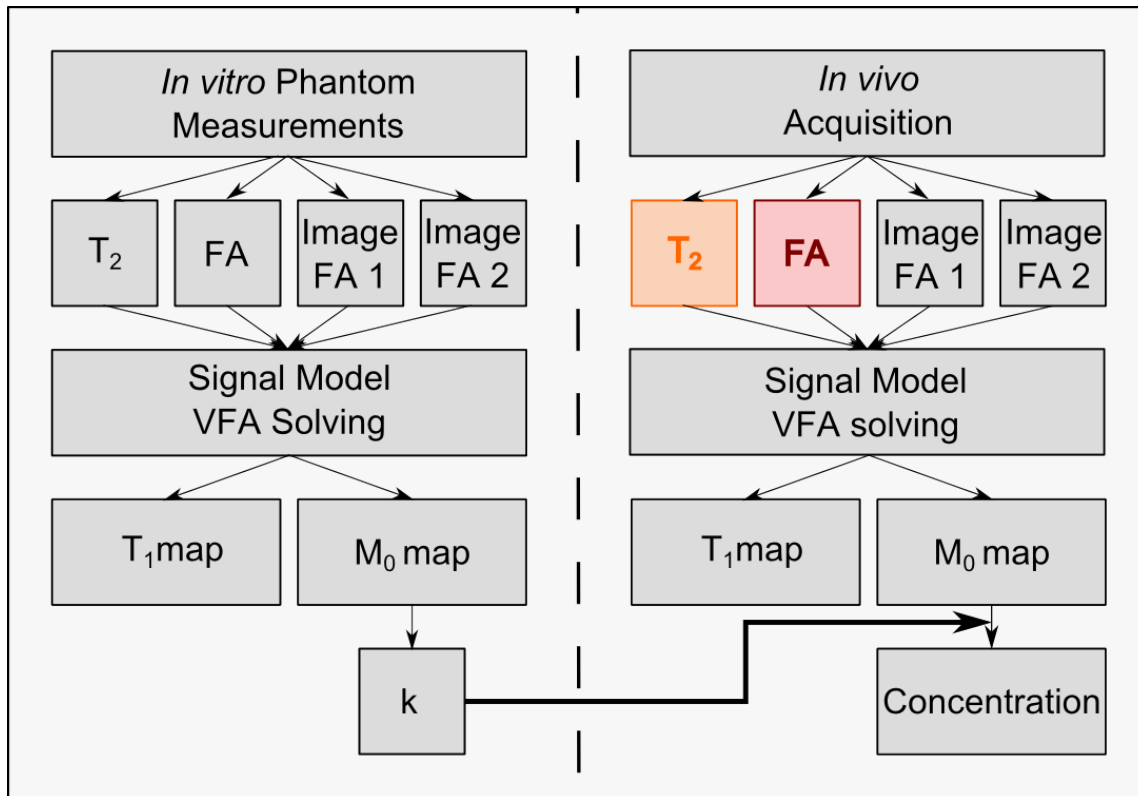 In vitro Phantom
Measurements
T₂
FA
Image
FA 1
Image
FA 2
Signal Model
VFA Solving
T₁map
M₀ map
k
In vivo
Acquisition
T₂
FA
Image
FA 1
Image
FA 2
Signal Model
VFA solving
T₁map
M₀ map
Concentration